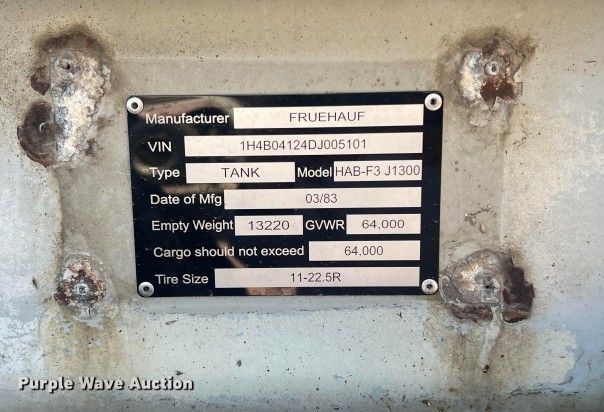 Manufacturer FRUEHAUF
VIN 1H4B04124DJ005101
Type TANK Model HAB-F3 J1300
Date of Mfg 03/83
Empty Weight 13220 GVWR 64,000
Cargo should not exceed 64,000
Tire Size 11-22.5R
Purple Wave Auction